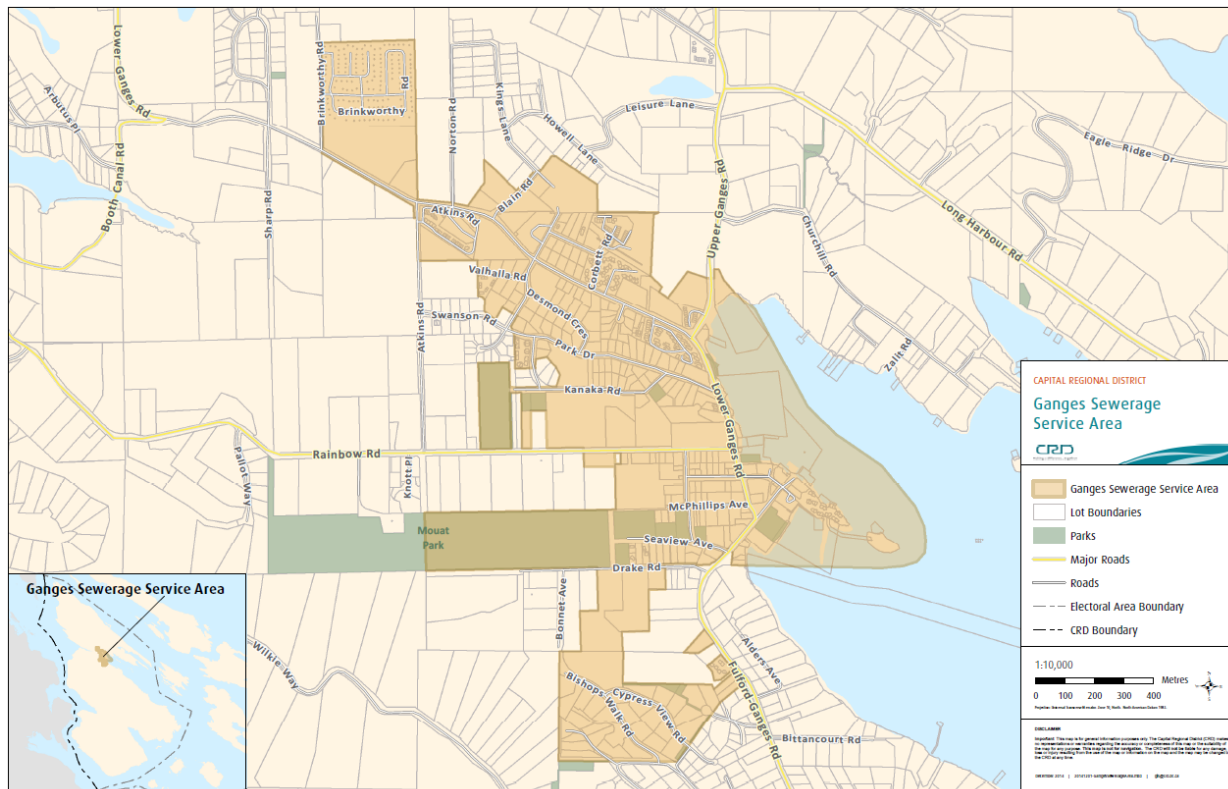 Lower Ganges Rd
Arbutus Pl
Booth Canal Rd
Sharp Rd
Brinkworthy Rd
Brinkworthy
Rd
Norton Rd
Kings Lane
Howell Lane
Leisure Lane
Blain Rd
Atkins Rd
Upper Ganges Rd
Churchill Rd
Eagle Ridge Dr
Long Harbour Rd
Zalit Rd
Corbett Rd
Valhalla Rd
Desmond Cres
Swanson Rd
Park Dr
Kanaka Rd
Atkins Rd
Lower Ganges Rd
Rainbow Rd
Pallot Way
Knott Pl
McPhillips Ave
Mouat
Park
Seaview Ave
Drake Rd
Bonnet Ave
Wilkie Way
Bishops Walk Rd
Cypress View Rd
Alders Ave
Fulford-Ganges Rd
Bittancourt Rd
Ganges Sewerage Service Area
CAPITAL REGIONAL DISTRICT
Ganges Sewerage
Service Area
CRD
Ganges Sewerage Service Area
Lot Boundaries
Parks
Major Roads
Roads
Electoral Area Boundary
CRD Boundary
1:10,000
Metres
0 100 200 300 400
DISCLAIMER